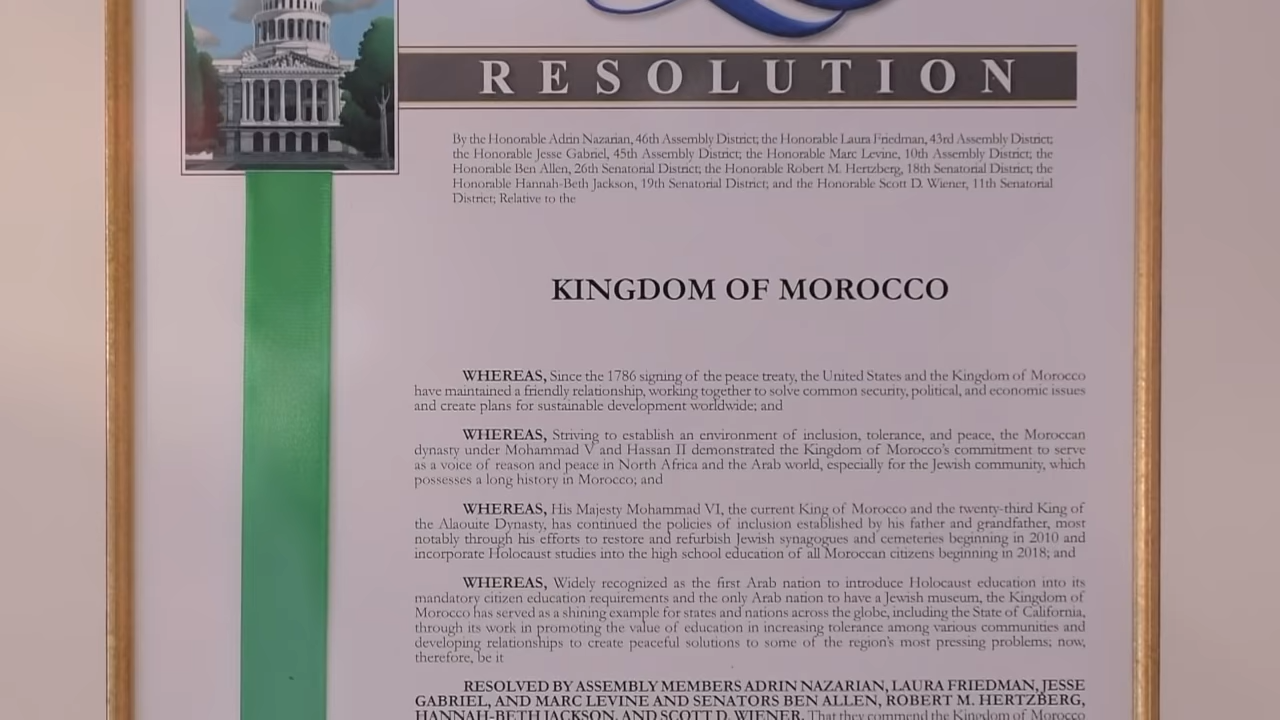 RESOLUTION
By the Honorable Adrin Nazarian, 46th Assembly District; the Honorable Laura Friedman, 43rd Assembly District;
the Honorable Jesse Gabriel, 45th Assembly District; the Honorable Marc Levine, 10th Assembly District; the
Honorable Ben Allen, 26th Senatorial District; the Honorable Robert M. Hertzberg, 18th Senatorial District; the
Honorable Hannah-Beth Jackson, 19th Senatorial District; and the Honorable Scott D. Wiener, 11th Senatorial
District; Relative to the
KINGDOM OF MOROCCO
WHEREAS, Since the 1786 signing of the peace treaty, the United States and the Kingdom of Morocco
have maintained a friendly relationship, working together to solve common security, political, and economic issues
and create plans for sustainable development worldwide; and
WHEREAS, Striving to establish an environment of inclusion, tolerance, and peace, the Moroccan
dynasty under Mohammad V and Hassan II demonstrated the Kingdom of Morocco's commitment to serve
as a voice of reason and peace in North Africa and the Arab world, especially for the Jewish community, which
possesses a long history in Morocco; and
WHEREAS, His Majesty Mohammad VI, the current King of Morocco and the twenty-third King of
the Alaouite Dynasty, has continued the policies of inclusion established by his father and grandfather, most
notably through his efforts to restore and refurbish Jewish synagogues and cemeteries beginning in 2010 and
incorporate Holocaust studies into the high school education of all Moroccan citizens beginning in 2018; and
WHEREAS, Widely recognized as the first Arab nation to introduce Holocaust education into its
mandatory citizen education requirements and the only Arab nation to have a Jewish museum, the Kingdom of
Morocco has served as a shining example for states and nations across the globe, including the State of California,
through its work in promoting the value of education in increasing tolerance among various communities and
developing relationships to create peaceful solutions to some of the region's most pressing problems; now,
therefore, be it
RESOLVED BY ASSEMBLY MEMBERS ADRIN NAZARIAN, LAURA FRIEDMAN, JESSE
GABRIEL, AND MARC LEVINE AND SENATORS BEN ALLEN, ROBERT M. HERTZBERG,
HANNAH-BETH JACKSON, AND SCOTT D. WIENER, That they commend the Kingdom of Morocco